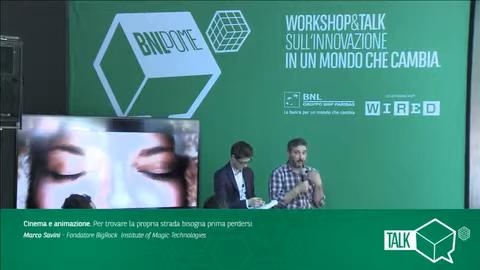 BNLDOME
WORKSHOP&TALK
SULL'INNOVAZIONE
IN UN MONDO CHE CAMBIA.
BNL
GRUPPO BNP PARIBAS
La banca per un mondo che cambia
WIRED
Cinema e animazione. Per trovare la propria strada bisogna prima perdersi
Marco Savini - Fondatore BigRock Institute of Magic Technologies
TALK